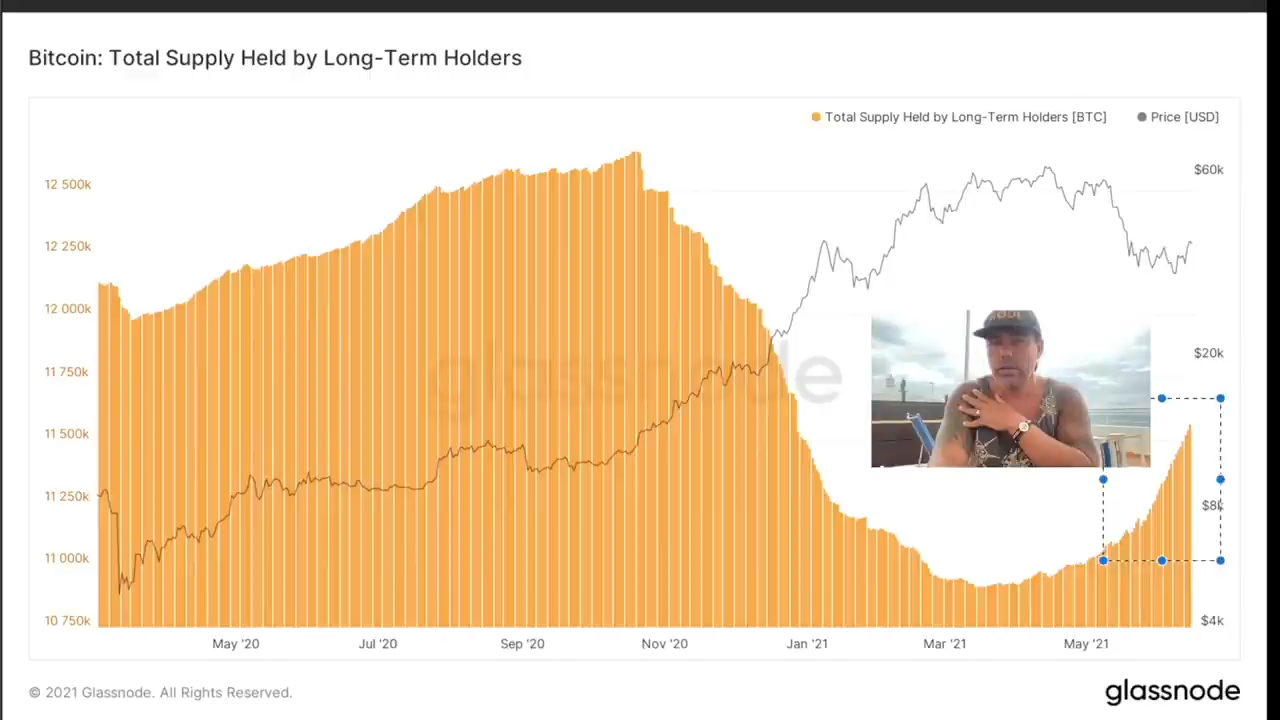 Bitcoin: Total Supply Held by Long-Term Holders
Total Supply Held by Long-Term Holders [BTC] Price [USD]
12 500k
12 250k
12 000k
11 750k
11 500k
11 250k
11 000k
10 750k
$60k
$20k
$8k
$4k
glassnode
May '20 Jul '20 Sep '20 Nov '20 Jan '21 Mar '21 May '21
© 2021 Glassnode. All Rights Reserved.
glassnode